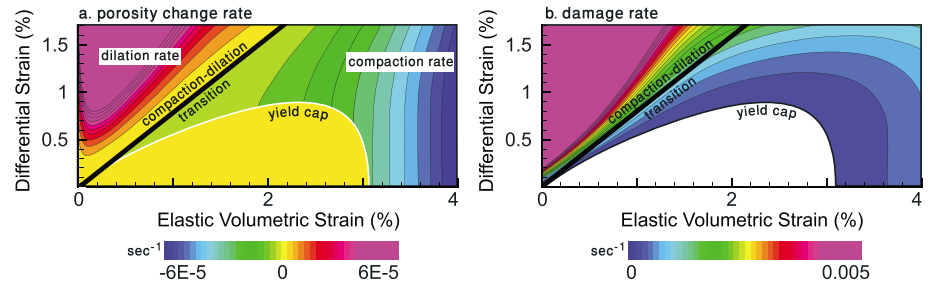 a. porosity change rate
Differential Strain (%)
1.5
1
0.5
0
2
4
dilation rate
compaction rate
compaction-dilation
transition
yield cap
Elastic Volumetric Strain (%)
sec-1
-6E-5
0
6E-5
b. damage rate
Differential Strain (%)
1.5
1
0.5
0
2
4
compaction-dilation
transition
yield cap
Elastic Volumetric Strain (%)
sec-1
0
0.005